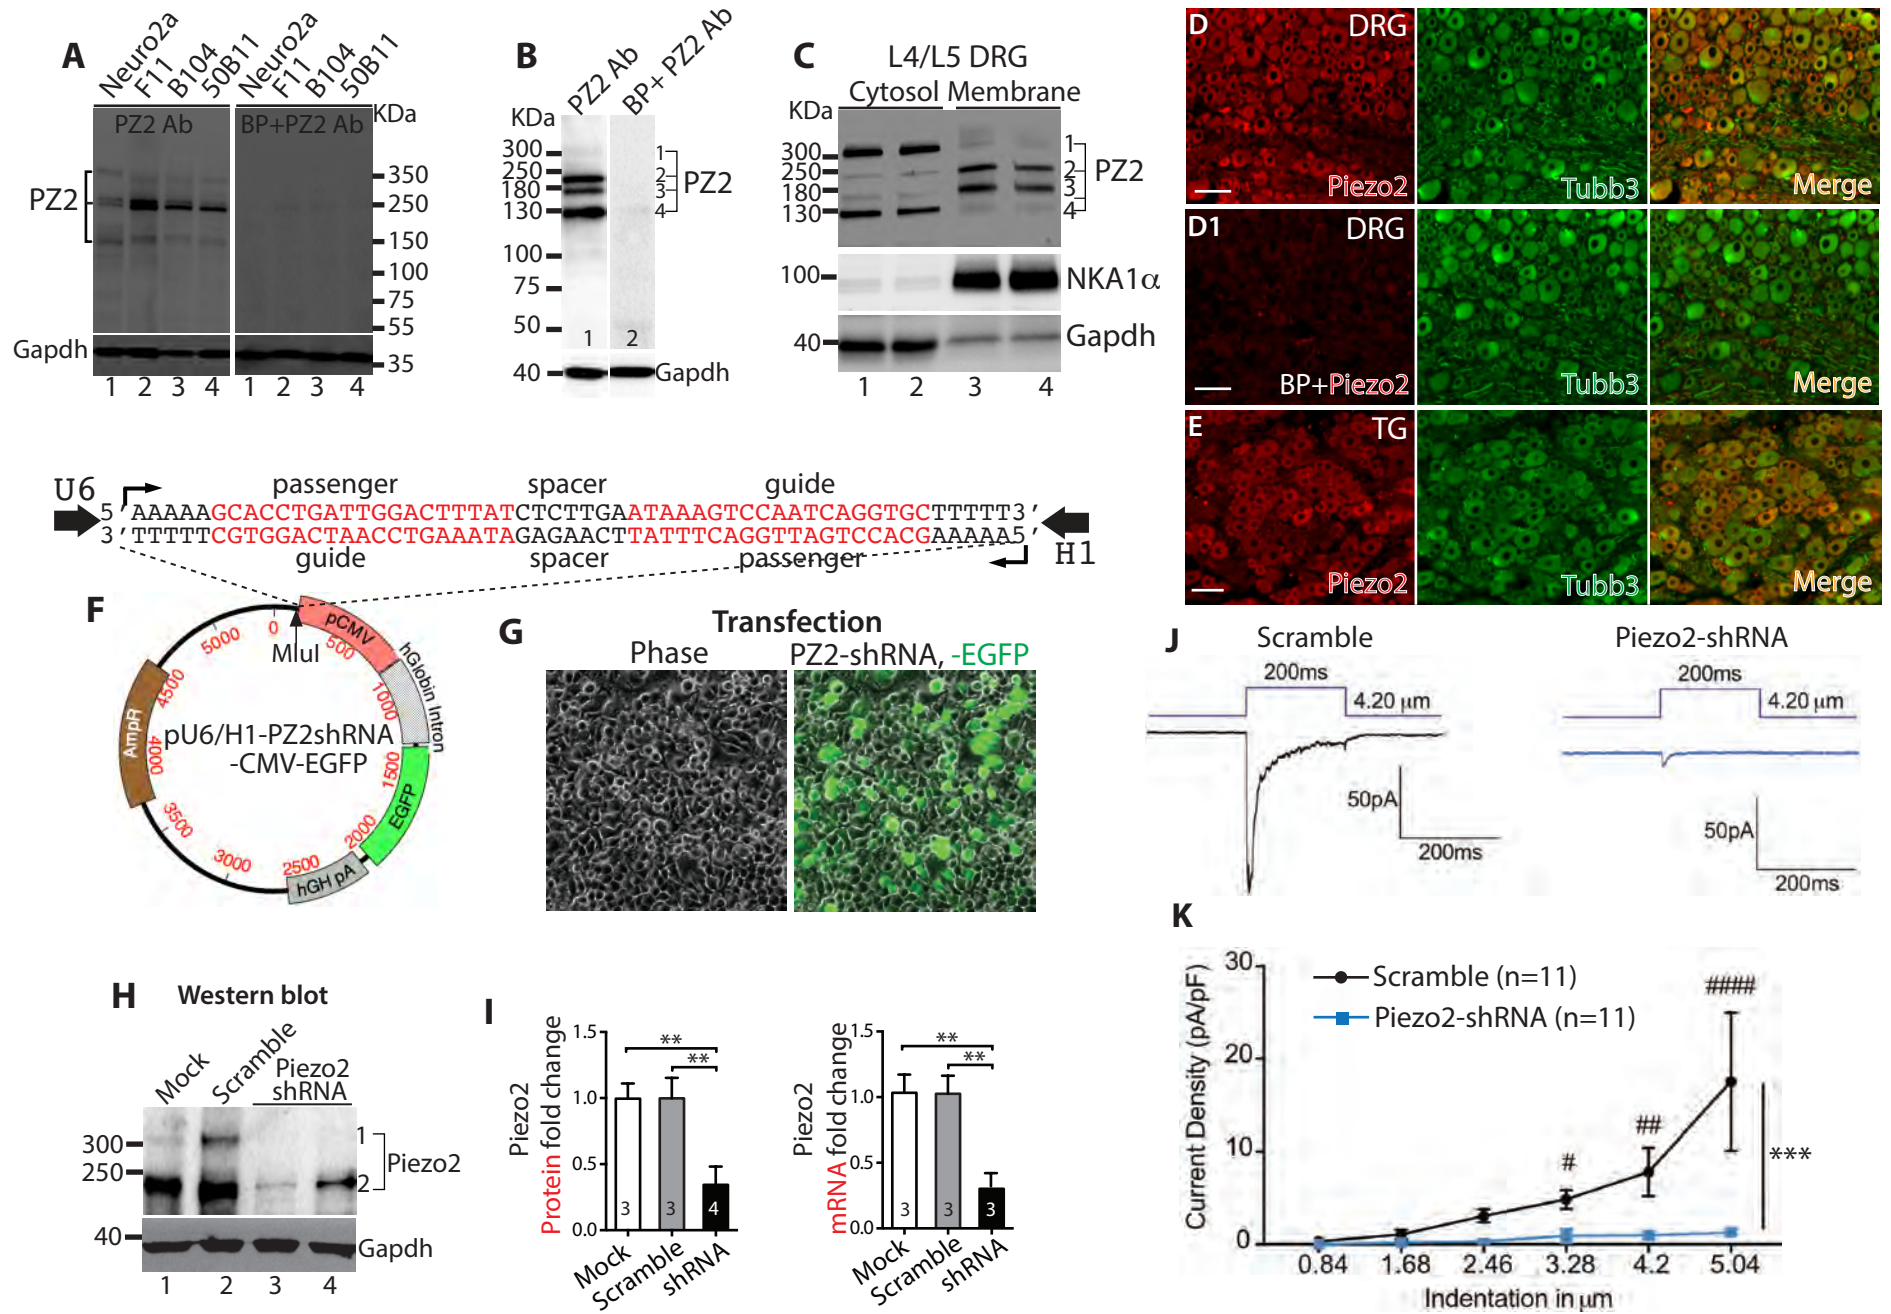 A
Neuro2a
F11
B104
50B11
Neuro2a
F11
B104
50B11
KDa
PZ2 Ab
BP+PZ2 Ab
PZ2
350
250
150
100
75
55
35
Gapdh
1 2 3 4 1 2 3 4
B
PZ2 Ab
BP+ PZ2 Ab
KDa
300
250
180
130
100
75
50
40
1
2
3
4
PZ2
1 2
Gapdh
C
L4/L5 DRG
Cytosol Membrane
KDa
300
250
180
130
1
2
3
4
PZ2
100
NKA1α
40
Gapdh
1 2 3 4
D
DRG
Piezo2
Tubb3
Merge
D1
DRG
BP+Piezo2
Tubb3
Merge
E
TG
Piezo2
Tubb3
Merge
passenger spacer guide
U6
5' AAAAAGCACCTGATTGGACTTTATCTCTTGAATAAAGTCCAATCAGGTGCTTTTT3'
3' TTTTTCGTGGACTAACCTGAAATAGAGAACTTATTTCAGGTTAGTCCACGAAAAA5'
H1
guide spacer passenger
F
0
500
1000
1500
2000
2500
3000
3500
4000
4500
5000
MluI
pCMV
hGlobin Intron
EGFP
hGH pA
AmpR
pU6/H1-PZ2shRNA
-CMV-EGFP
G
Transfection
Phase
PZ2-shRNA, -EGFP
H
Western blot
Mock
Scramble
Piezo2
shRNA
300
250
40
1
2
Piezo2
Gapdh
1 2 3 4
I
Piezo2
Protein fold change
1.5
1.0
0.5
0.0
**
**
3 3 4
Mock
Scramble
shRNA
Piezo2
mRNA fold change
1.5
1.0
0.5
0.0
**
**
3 3 3
Mock
Scramble
shRNA
J
Scramble
200ms
4.20 μm
50pA
200ms
Piezo2-shRNA
200ms
4.20 μm
50pA
200ms
K
Current Density (pA/pF)
30
20
10
0
Scramble (n=11)
Piezo2-shRNA (n=11)
#
##
####
***
0.84 1.68 2.46 3.28 4.2 5.04
Indentation in μm